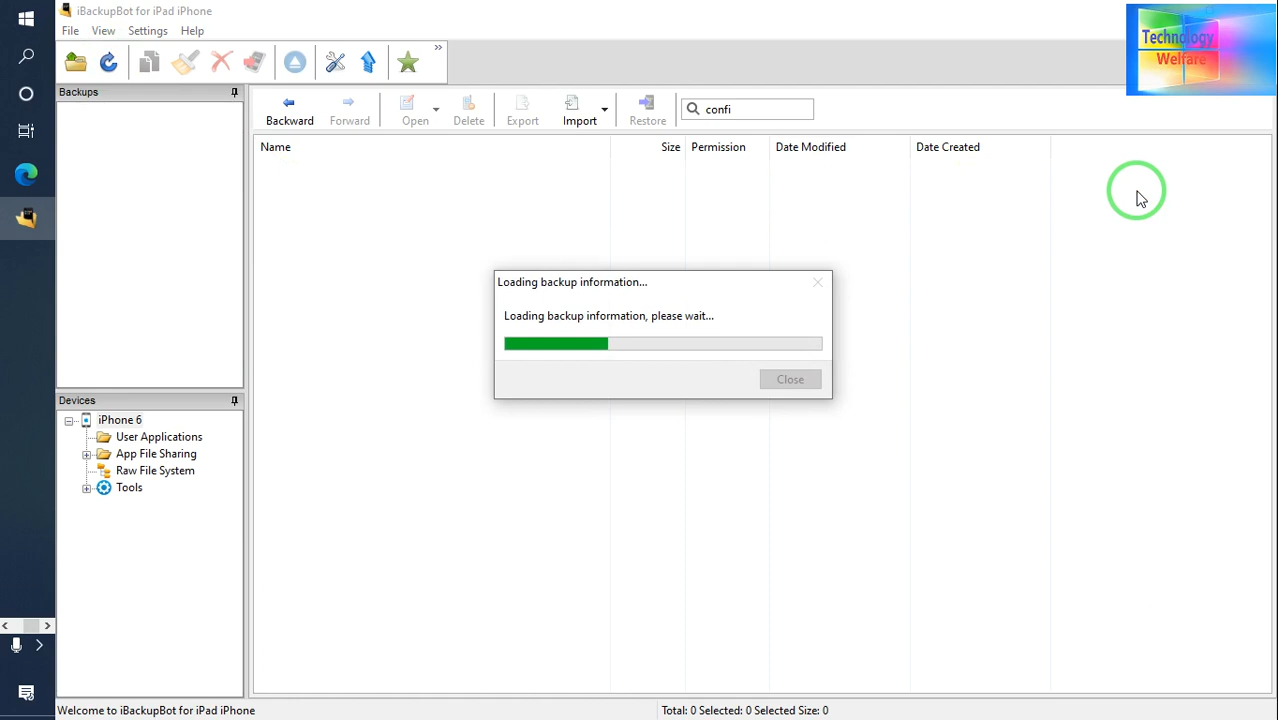 iBackupBot for iPad iPhone
File View Settings Help
Technology
Welfare
Backups
Backward Forward Open Delete Export Import Restore confi
Name Size Permission Date Modified Date Created
Loading backup information...
Loading backup information, please wait...
Close
Devices
iPhone 6
User Applications
App File Sharing
Raw File System
Tools
Welcome to iBackupBot for iPad iPhone Total: 0 Selected: 0 Selected Size: 0